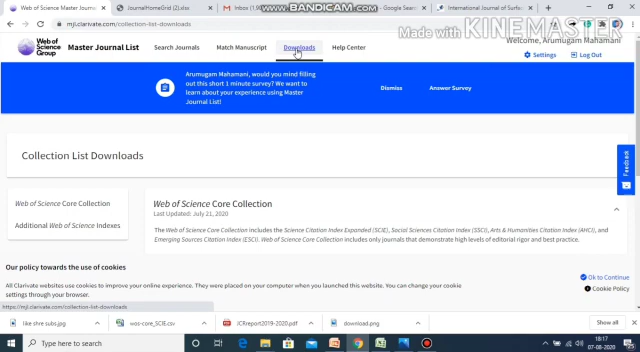 Web of Science Group
JournalHomeGrid (2).xlsx
Inbox (1,90
WWW.BANDICAM.COM
- Google Search
International Journal of Surface
mjl.clarivate.com/collection-list-downloads
Made with KINEMASTER
Web of
Science
Group
Master Journal List
Search Journals
Match Manuscript
Downloads
Help Center
Welcome, Arumugam Mahamani
Settings
Log Out
Arumugam Mahamani, would you mind filling
out this short 1 minute survey? We want to
learn about your experience using Master
Journal List!
Dismiss
Answer Survey
Feedback
Collection List Downloads
Web of Science Core Collection
Additional Web of Science Indexes
Web of Science Core Collection
Last Updated: July 21, 2020
The Web of Science Core Collection includes the Science Citation Index Expanded (SCIE), Social Sciences Citation Index (SSCI), Arts & Humanities Citation Index (AHCI), and
Emerging Sources Citation Index (ESCI). Web of Science Core Collection includes only journals that demonstrate high levels of editorial rigor and best practice.
Our policy towards the use of cookies
All Clarivate websites use cookies to improve your online experience. They were placed on your computer when you launched this website. You can change your cookie
settings through your browser.
Ok to Continue
Cookie Policy
https://mjl.clarivate.com/collection-list-downloads
like shre subs.jpg
wos-core_SCIE.csv
JCRreport2019-2020.pdf
download.png
Show all
Type here to search
18:17
07-08-2020